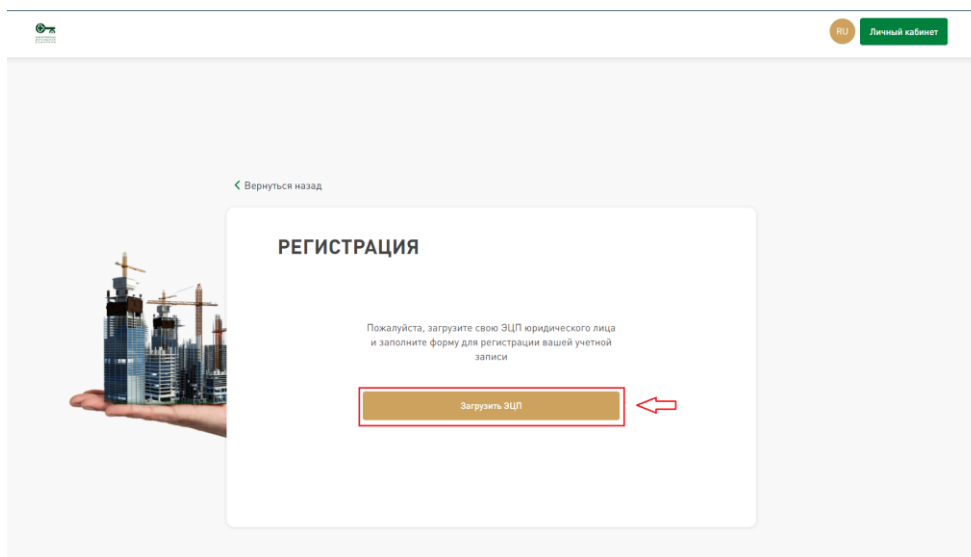 RU
Личный кабинет
Вернуться назад
РЕГИСТРАЦИЯ
Пожалуйста, загрузите свою ЭЦП юридического лица
и заполните форму для регистрации вашей учетной
записи
Загрузить ЭЦП